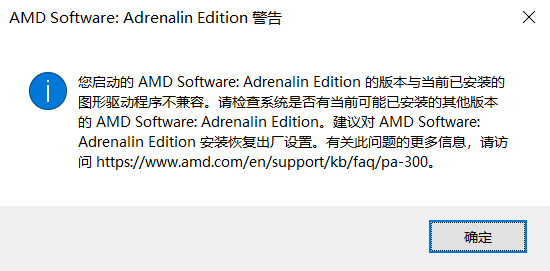 AMD Software: Adrenalin Edition 警告
您启动的 AMD Software: Adrenalin Edition 的版本与当前已安装的
图形驱动程序不兼容。请检查系统是否有当前可能已安装的其他版本
的 AMD Software: Adrenalin Edition。建议对 AMD Software:
Adrenalin Edition 安装恢复出厂设置。有关此问题的更多信息，请访
问 https://www.amd.com/en/support/kb/faq/pa-300。
确定